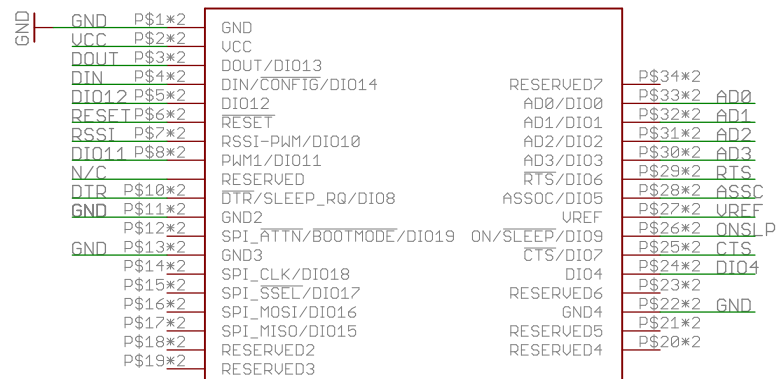 GND GND P$1*2 GND
VCC P$2*2 VCC
DOUT P$3*2 DOUT/DIO13
DIN P$4*2 DIN/CONFIG/DIO14 RESERVED7 P$34*2
DIO12 P$5*2 DIO12 AD0/DIO0 P$33*2 AD0
RESET P$6*2 RESET AD1/DIO1 P$32*2 AD1
RSSI P$7*2 RSSI-PWM/DIO10 AD2/DIO2 P$31*2 AD2
DIO11 P$8*2 PWM1/DIO11 AD3/DIO3 P$30*2 AD3
N/C RESERVED RTS/DIO6 P$29*2 RTS
DTR P$10*2 DTR/SLEEP_RQ/DIO8 ASSOC/DIO5 P$28*2 ASSC
GND P$11*2 GND2 VREF P$27*2 VREF
P$12*2 SPI_ATTN/BOOTMODE/DIO19 ON/SLEEP/DIO9 P$26*2 ONSLP
GND P$13*2 GND3 CTS/DIO7 P$25*2 CTS
P$14*2 SPI_CLK/DIO18 DIO4 P$24*2 DIO4
P$15*2 SPI_SSEL/DIO17 RESERVED6 P$23*2
P$16*2 SPI_MOSI/DIO16 GND4 P$22*2 GND
P$17*2 SPI_MISO/DIO15 RESERVED5 P$21*2
P$18*2 RESERVED2 RESERVED4 P$20*2
P$19*2 RESERVED3